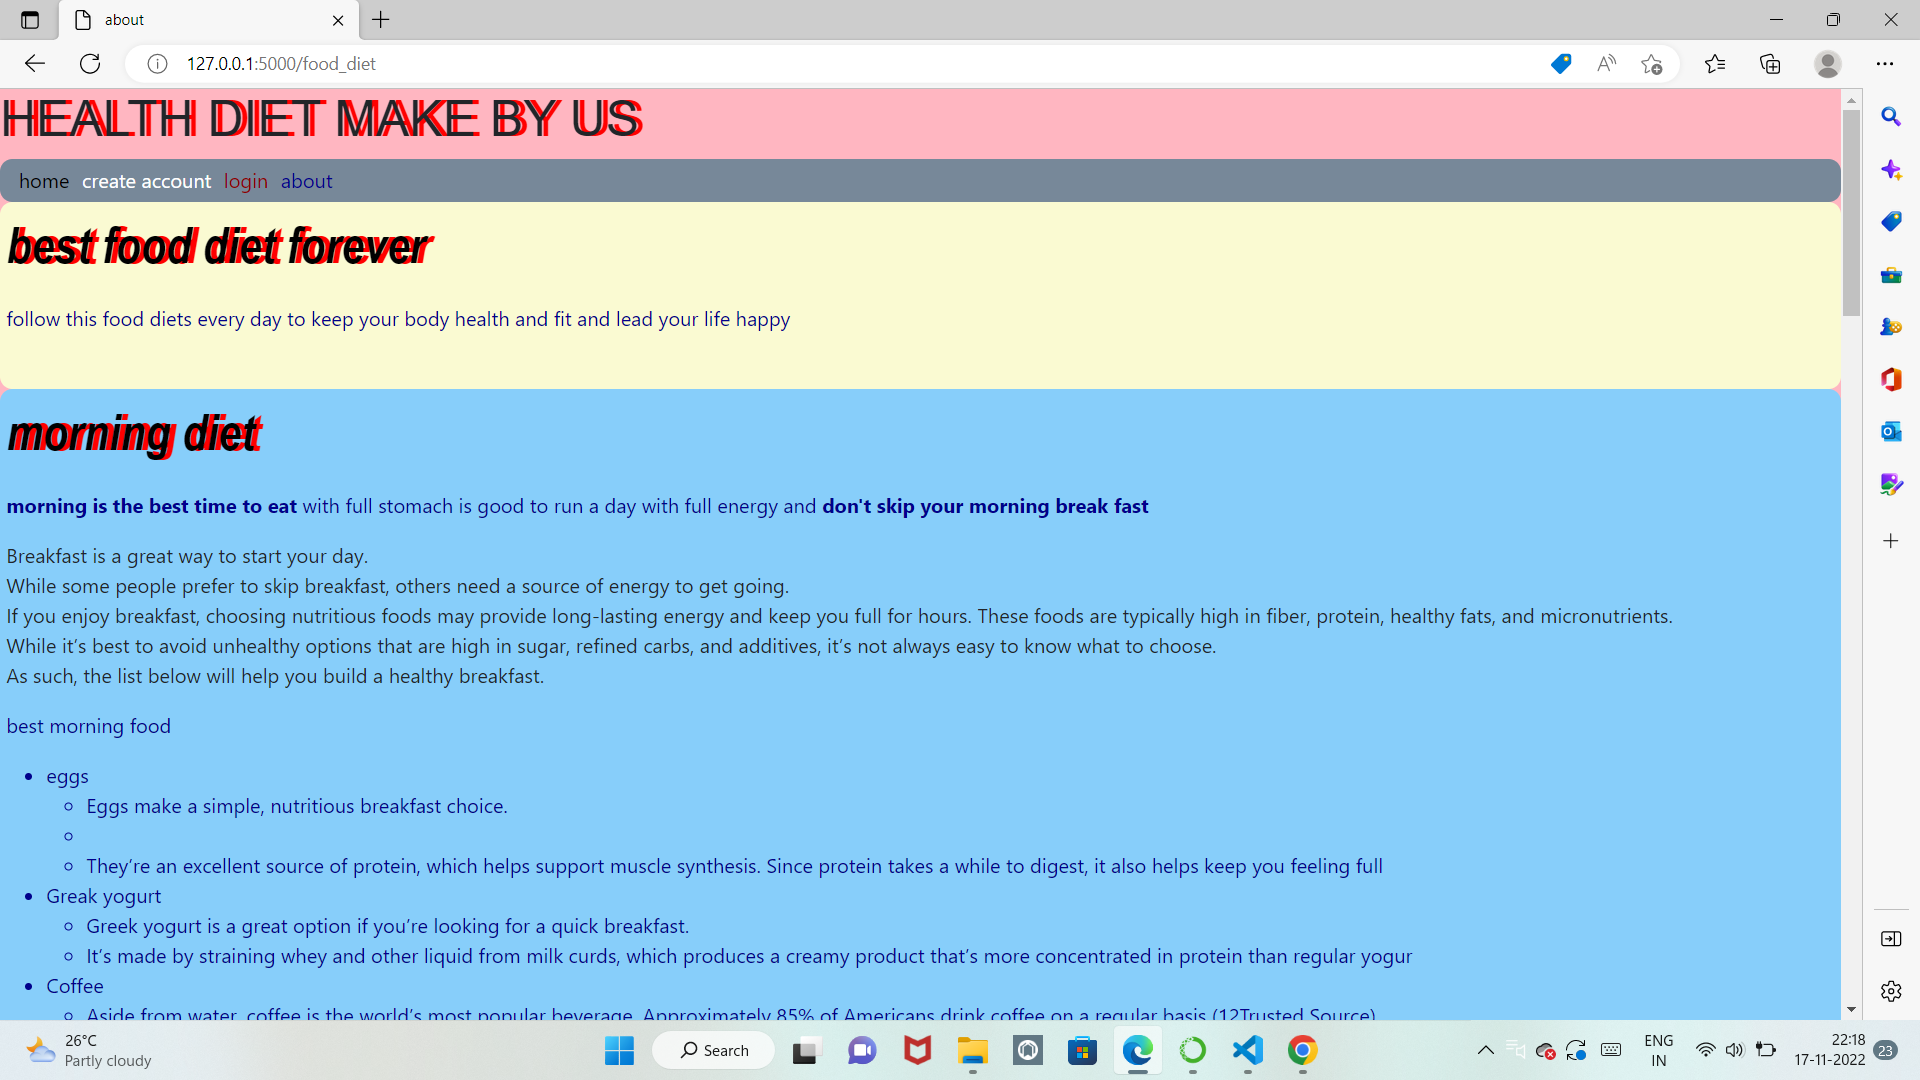 about
127.0.0.1:5000/food_diet
HEALTH DIET MAKE BY US
home create account login about
best food diet forever
follow this food diets every day to keep your body health and fit and lead your life happy
morning diet
morning is the best time to eat with full stomach is good to run a day with full energy and don't skip your morning break fast
Breakfast is a great way to start your day.
While some people prefer to skip breakfast, others need a source of energy to get going.
If you enjoy breakfast, choosing nutritious foods may provide long-lasting energy and keep you full for hours. These foods are typically high in fiber, protein, healthy fats, and micronutrients.
While it’s best to avoid unhealthy options that are high in sugar, refined carbs, and additives, it’s not always easy to know what to choose.
As such, the list below will help you build a healthy breakfast.
best morning food
eggs
Eggs make a simple, nutritious breakfast choice.
They’re an excellent source of protein, which helps support muscle synthesis. Since protein takes a while to digest, it also helps keep you feeling full
Greak yogurt
Greek yogurt is a great option if you’re looking for a quick breakfast.
It’s made by straining whey and other liquid from milk curds, which produces a creamy product that’s more concentrated in protein than regular yogur
Coffee
Aside from water, coffee is the world’s most popular beverage. Approximately 85% of Americans drink coffee on a regular basis (12Trusted Source)
26°C
Partly cloudy
Search
ENG
IN
22:18
17-11-2022
23